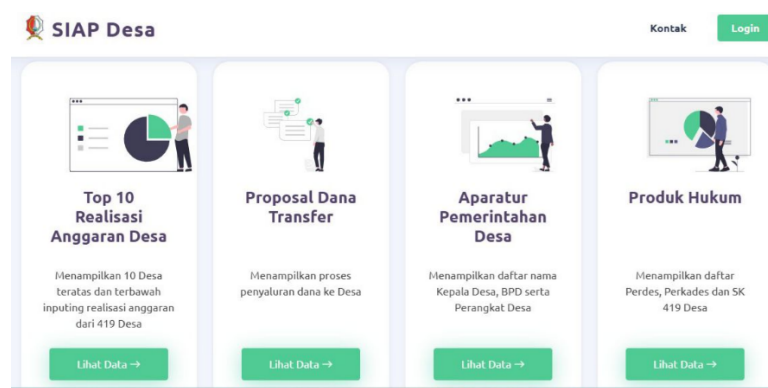 SIAP Desa
Kontak
Login
Top 10
Realisasi
Anggaran Desa
Menampilkan 10 Desa
teratas dan terbawah
inputing realisasi anggaran
dari 419 Desa
Lihat Data →
Proposal Dana
Transfer
Menampilkan proses
penyaluran dana ke Desa
Lihat Data →
Aparatur
Pemerintahan
Desa
Menampilkan daftar nama
Kepala Desa, BPD serta
Perangkat Desa
Lihat Data →
Produk Hukum
Menampilkan daftar
Perdes, Perkades dan SK
419 Desa
Lihat Data →